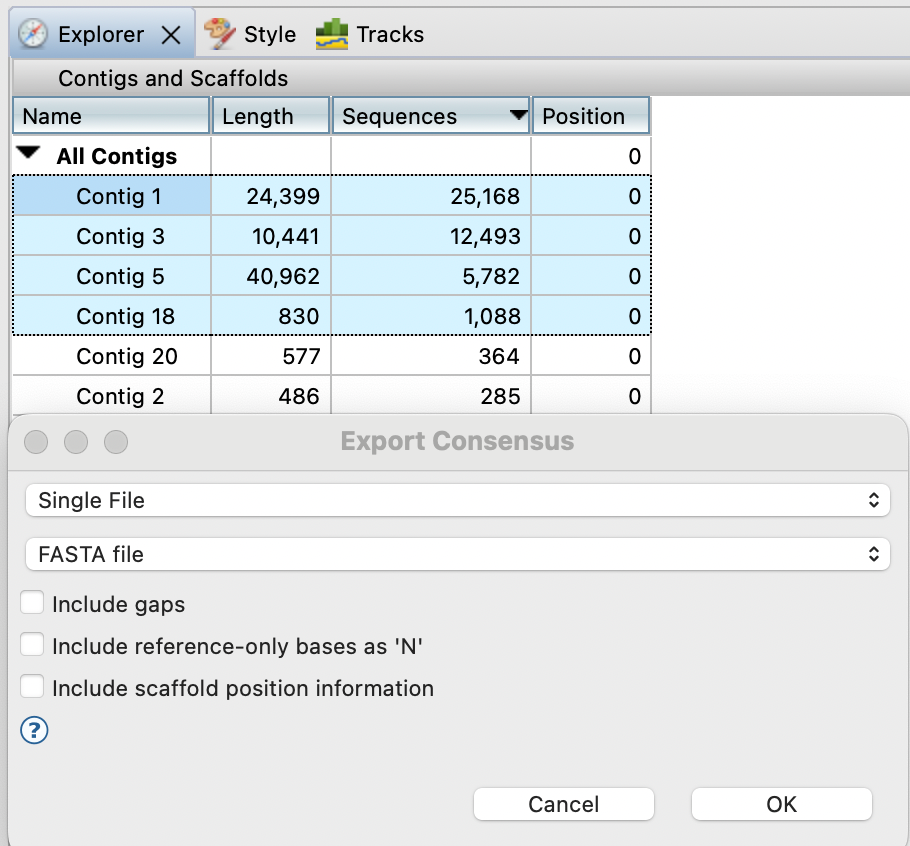 Explorer Style Tracks
Contigs and Scaffolds
Name Length Sequences Position
All Contigs 0
Contig 1 24,399 25,168 0
Contig 3 10,441 12,493 0
Contig 5 40,962 5,782 0
Contig 18 830 1,088 0
Contig 20 577 364 0
Contig 2 486 285 0
Export Consensus
Single File
FASTA file
Include gaps
Include reference-only bases as 'N'
Include scaffold position information
?
Cancel OK